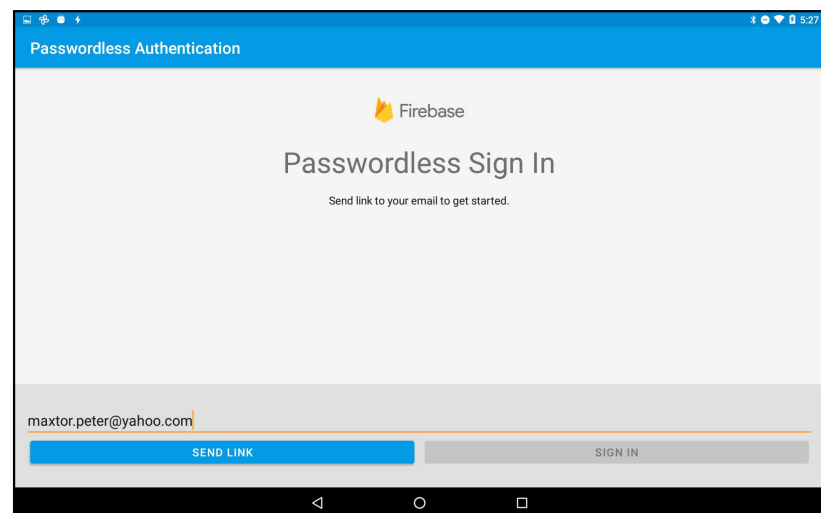 5:27
Passwordless Authentication
Firebase
Passwordless Sign In
Send link to your email to get started.
maxtor.peter@yahoo.com
SEND LINK
SIGN IN